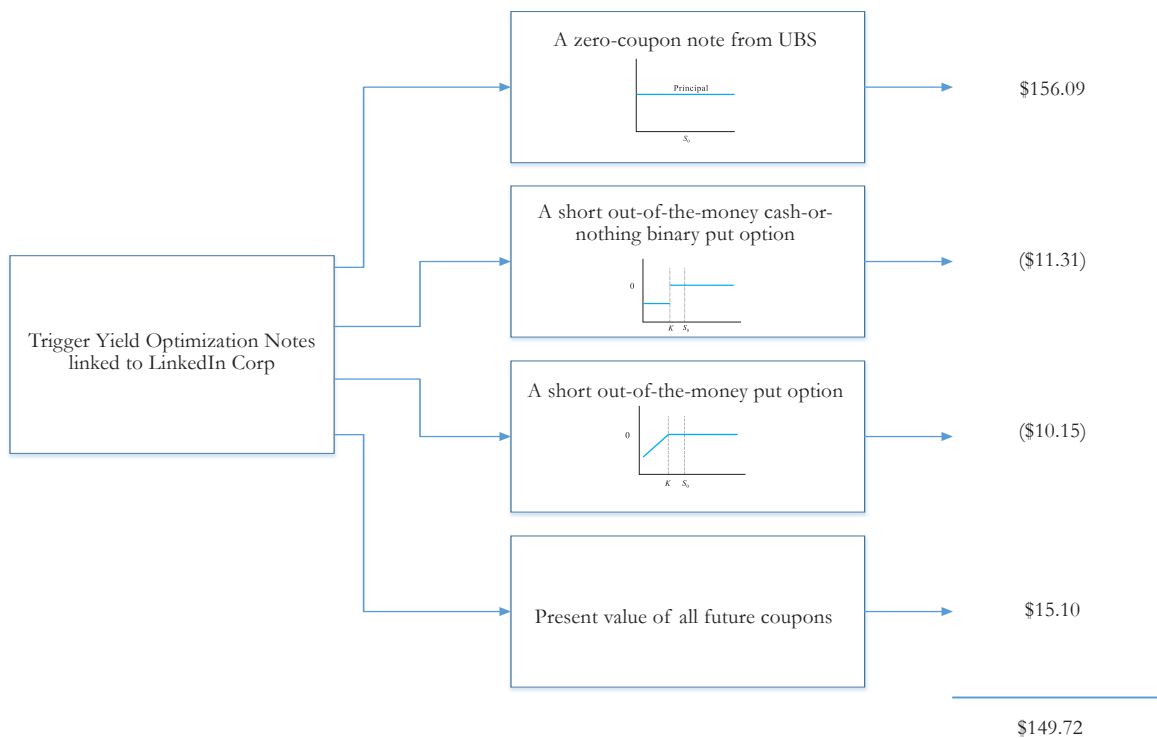 A zero-coupon note from UBS
Principal
S₀
$156.09
A short out-of-the-money cash-or-
nothing binary put option
0
K S₀
($11.31)
Trigger Yield Optimization Notes
linked to LinkedIn Corp
A short out-of-the-money put option
0
K S₀
($10.15)
Present value of all future coupons
$15.10
$149.72